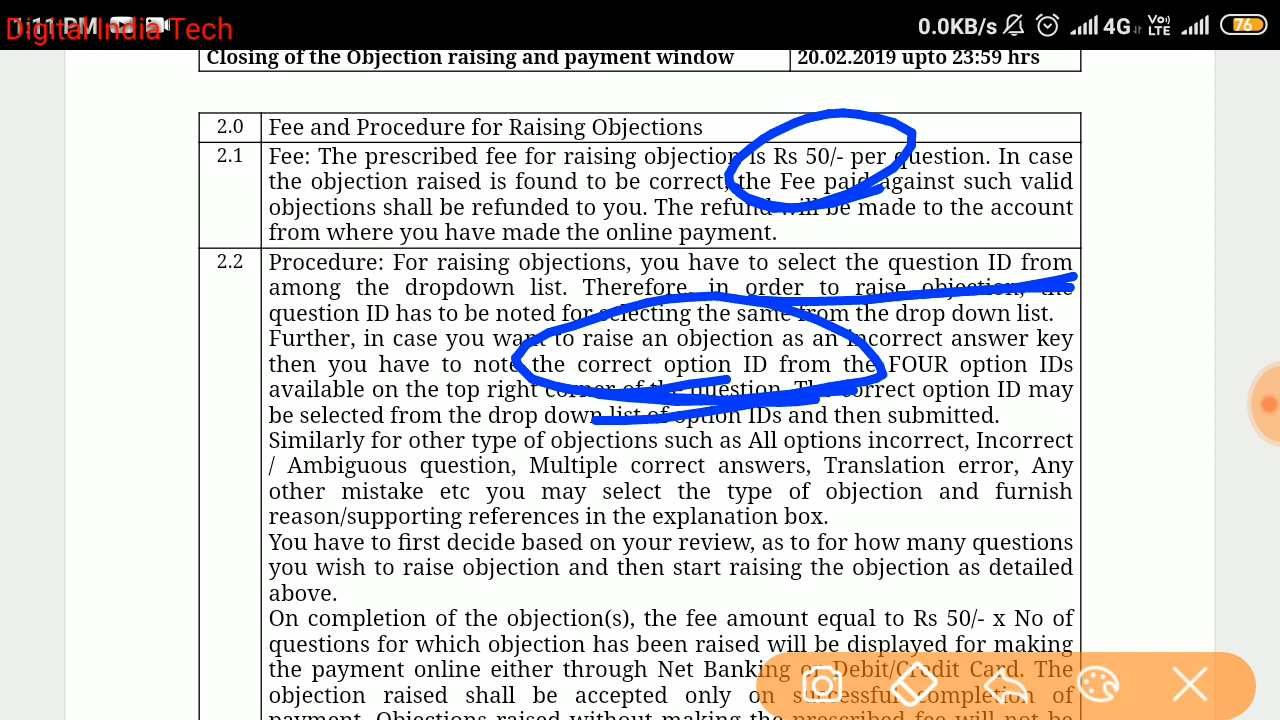 1:11 PM
Digital India Tech
0.0KB/s 4G Vo) LTE 76
Closing of the Objection raising and payment window 20.02.2019 upto 23:59 hrs
2.0 Fee and Procedure for Raising Objections
2.1 Fee: The prescribed fee for raising objection is Rs 50/- per question. In case
the objection raised is found to be correct, the Fee paid against such valid
objections shall be refunded to you. The refund will be made to the account
from where you have made the online payment.
2.2 Procedure: For raising objections, you have to select the question ID from
among the dropdown list. Therefore, in order to raise objection, the
question ID has to be noted for selecting the same from the drop down list.
Further, in case you want to raise an objection as an incorrect answer key
then you have to note the correct option ID from the FOUR option IDs
available on the top right corner of the question. The correct option ID may
be selected from the drop down list of option IDs and then submitted.
Similarly for other type of objections such as All options incorrect, Incorrect
/ Ambiguous question, Multiple correct answers, Translation error, Any
other mistake etc you may select the type of objection and furnish
reason/supporting references in the explanation box.
You have to first decide based on your review, as to for how many questions
you wish to raise objection and then start raising the objection as detailed
above.
On completion of the objection(s), the fee amount equal to Rs 50/- x No of
questions for which objection has been raised will be displayed for making
the payment online either through Net Banking or Debit/Credit Card. The
objection raised shall be accepted only on successful completion of
payment. Objections raised without making the prescribed fee will not be